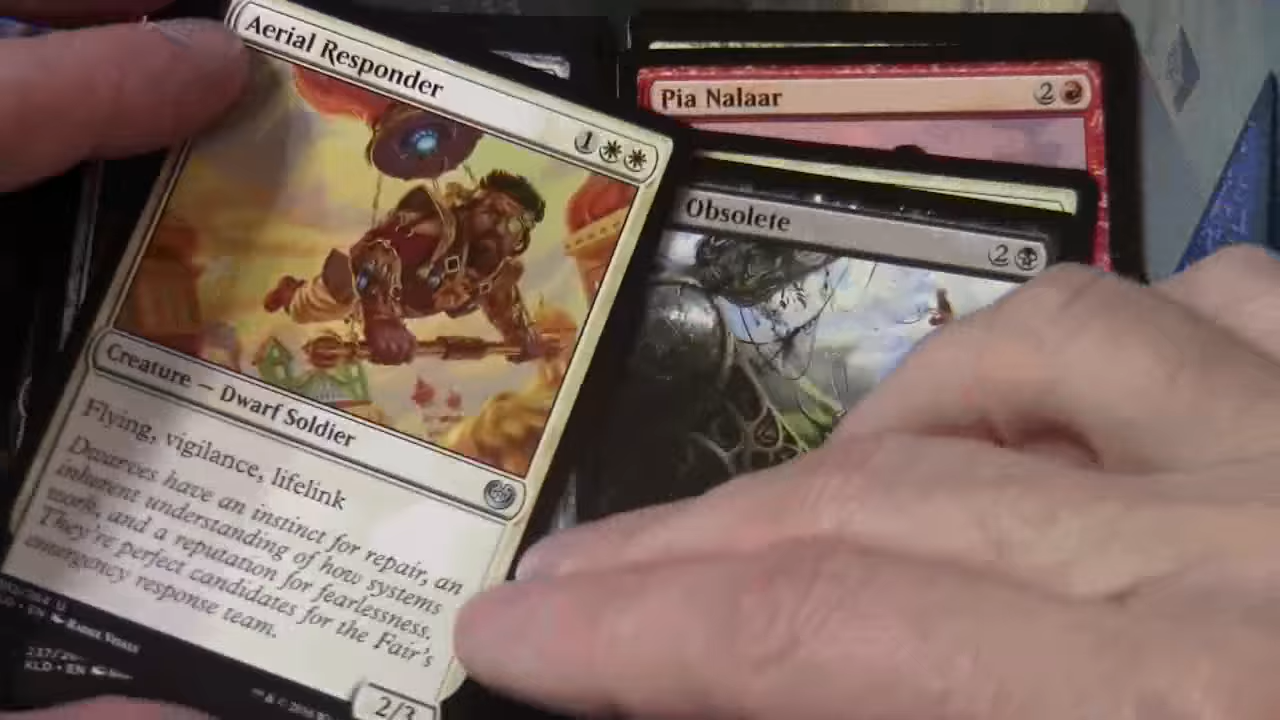 Aerial Responder
1
Creature — Dwarf Soldier
Flying, vigilance, lifelink
Dwarves have an instinct for repair, an
inherent understanding of how systems
work, and a reputation for fearlessness.
They're perfect candidates for the Fair's
emergency response team.
2/3
KLD • EN
Pia Nalaar
2
Obsolete
2